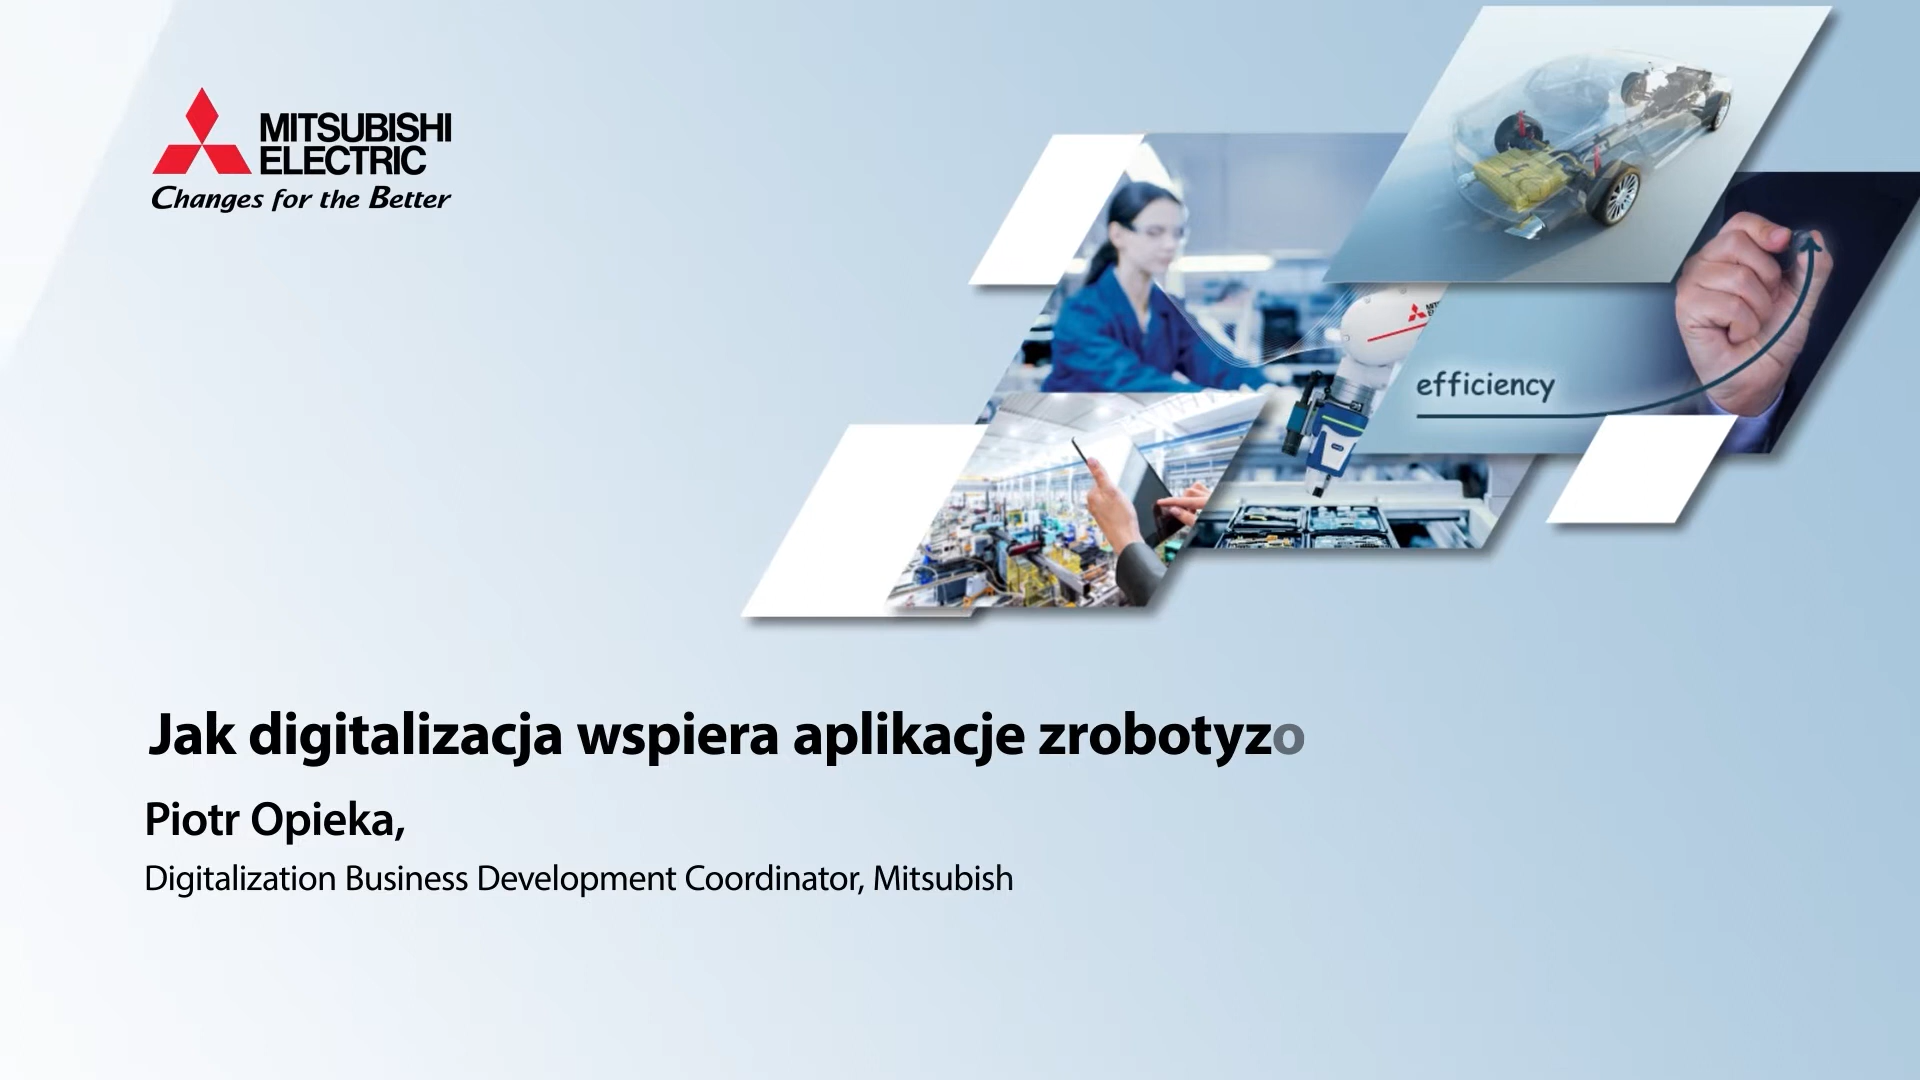 MITSUBISHI
ELECTRIC
Changes for the Better
efficiency
Jak digitalizacja wspiera aplikacje zrobotyzo
Piotr Opieka,
Digitalization Business Development Coordinator, Mitsubish